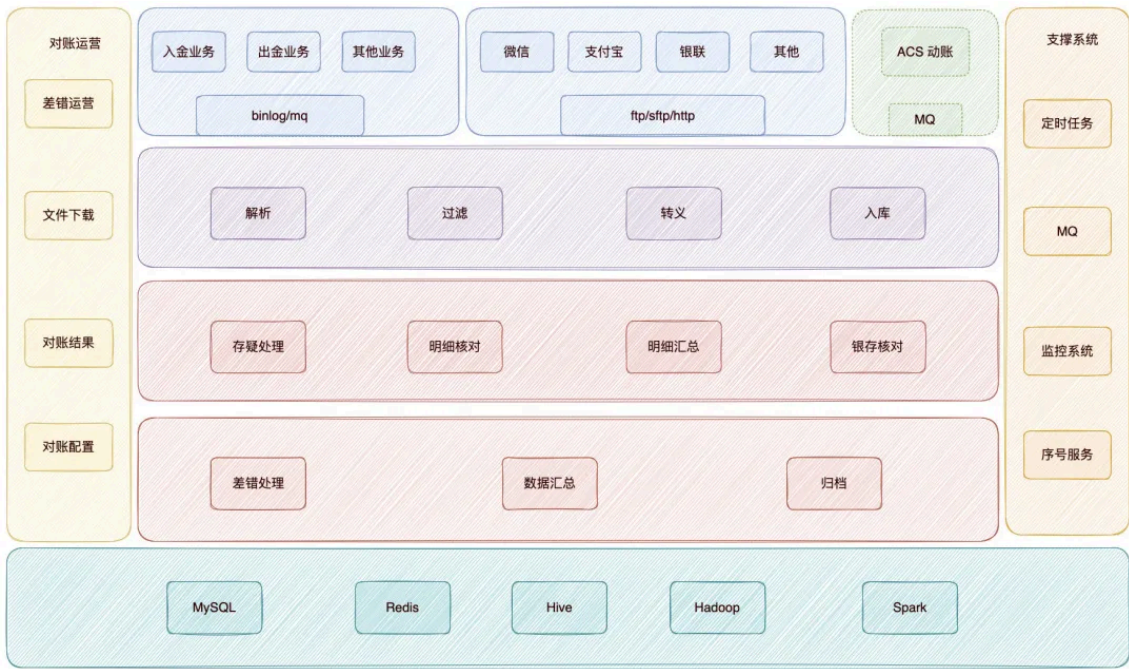 对账运营
差错运营
文件下载
对账结果
对账配置
入金业务
出金业务
其他业务
binlog/mq
微信
支付宝
银联
其他
ftp/sftp/http
ACS 动账
MQ
解析
过滤
转义
入库
存疑处理
明细核对
明细汇总
银存核对
差错处理
数据汇总
归档
支撑系统
定时任务
MQ
监控系统
序号服务
MySQL
Redis
Hive
Hadoop
Spark